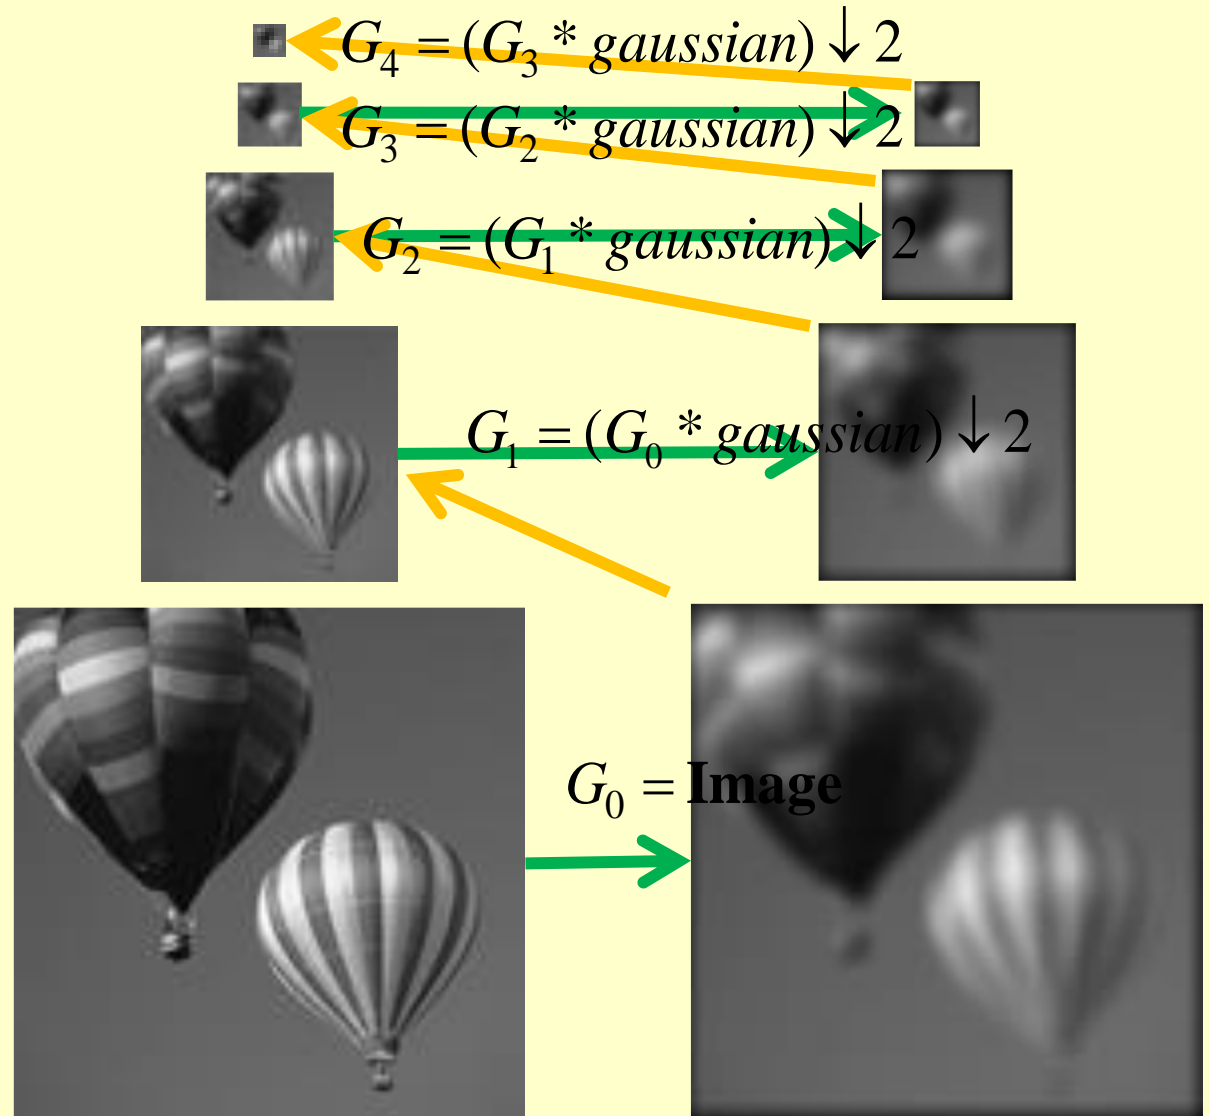 G₄ = (G₃ * gaussian) ↓ 2
G₃ = (G₂ * gaussian) ↓ 2
G₂ = (G₁ * gaussian) ↓ 2
G₁ = (G₀ * gaussian) ↓ 2
G₀ = Image